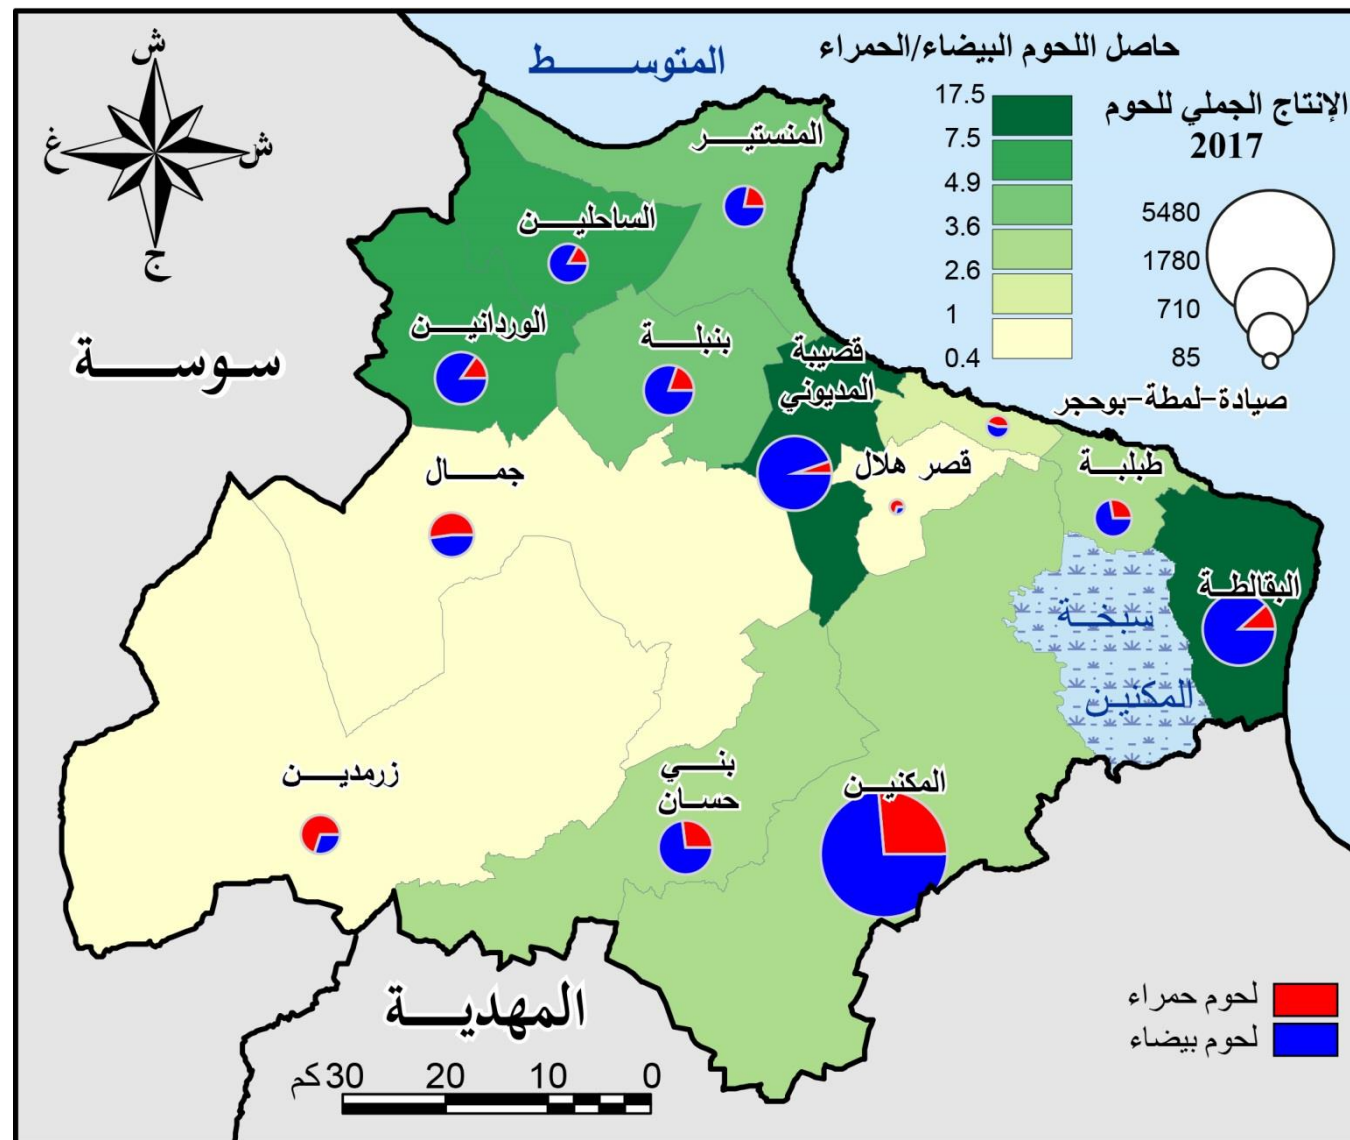 المتوسط
حاصل اللحوم البيضاء/الحمراء
17.5
7.5
4.9
3.6
2.6
1
0.4
الإنتاج الجملي للحوم
2017
5480
1780
710
85
ش
غ
ش
ج
المنستير
الساحلين
الوردانين
بنبلة
قصيبة
المديوني
صيادة-لمطة-بوحجر
قصر هلال
طبلبة
البقالطة
سبخة
المكنين
سوسة
جمال
زرمدين
بني
حسان
المكنين
المهدية
لحوم حمراء
لحوم بيضاء
كم 30 20 10 0